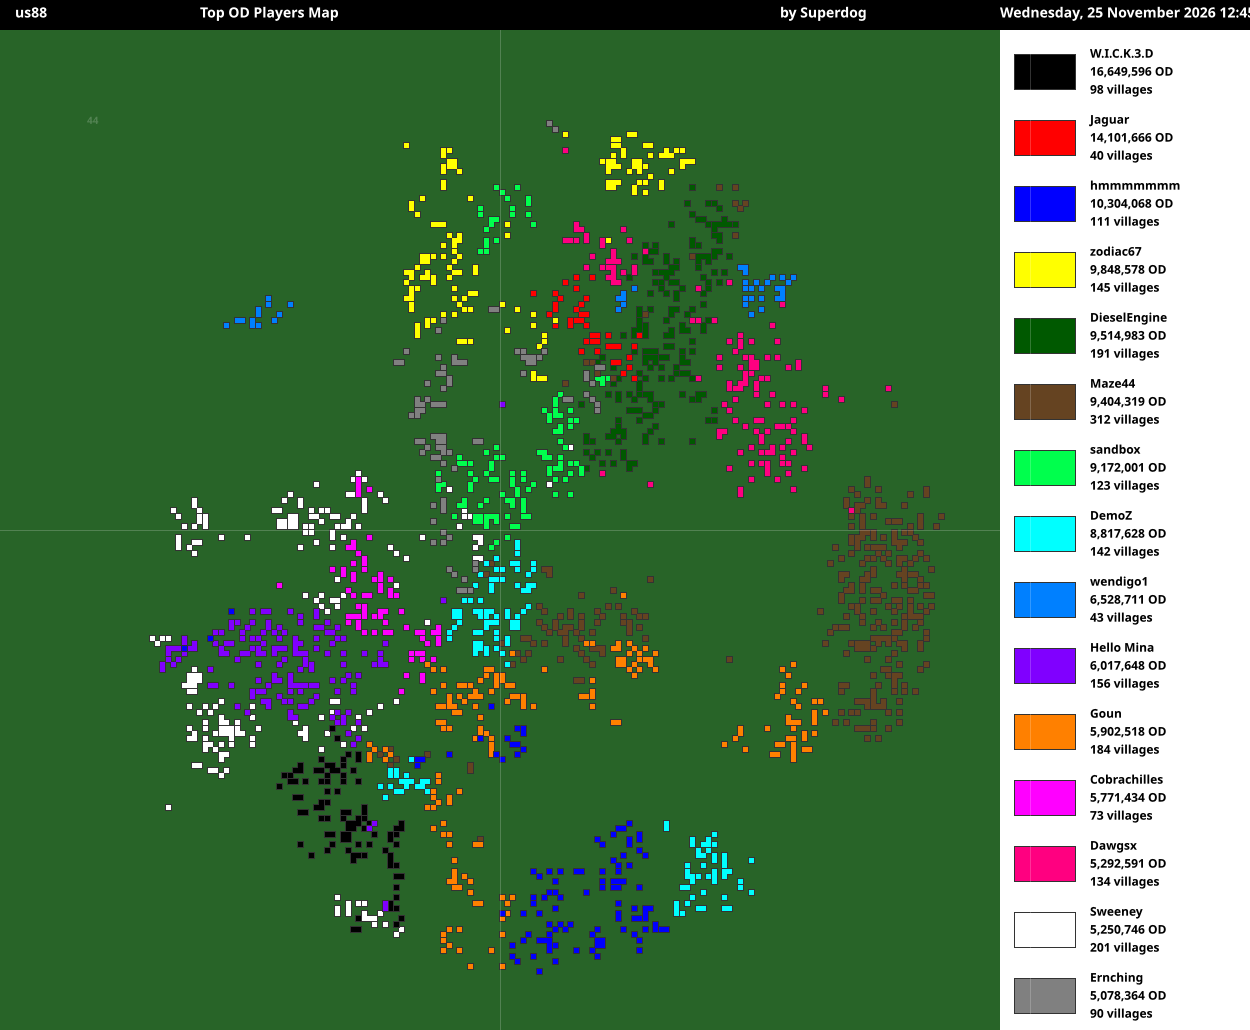 us88 Top OD Players Map by Superdog Wednesday, 25 November 2026 12:45
44
W.I.C.K.3.D
16,649,596 OD
98 villages
Jaguar
14,101,666 OD
40 villages
hmmmmmmm
10,304,068 OD
111 villages
zodiac67
9,848,578 OD
145 villages
DieselEngine
9,514,983 OD
191 villages
Maze44
9,404,319 OD
312 villages
sandbox
9,172,001 OD
123 villages
DemoZ
8,817,628 OD
142 villages
wendigo1
6,528,711 OD
43 villages
Hello Mina
6,017,648 OD
156 villages
Goun
5,902,518 OD
184 villages
Cobrachilles
5,771,434 OD
73 villages
Dawgsx
5,292,591 OD
134 villages
Sweeney
5,250,746 OD
201 villages
Ernching
5,078,364 OD
90 villages